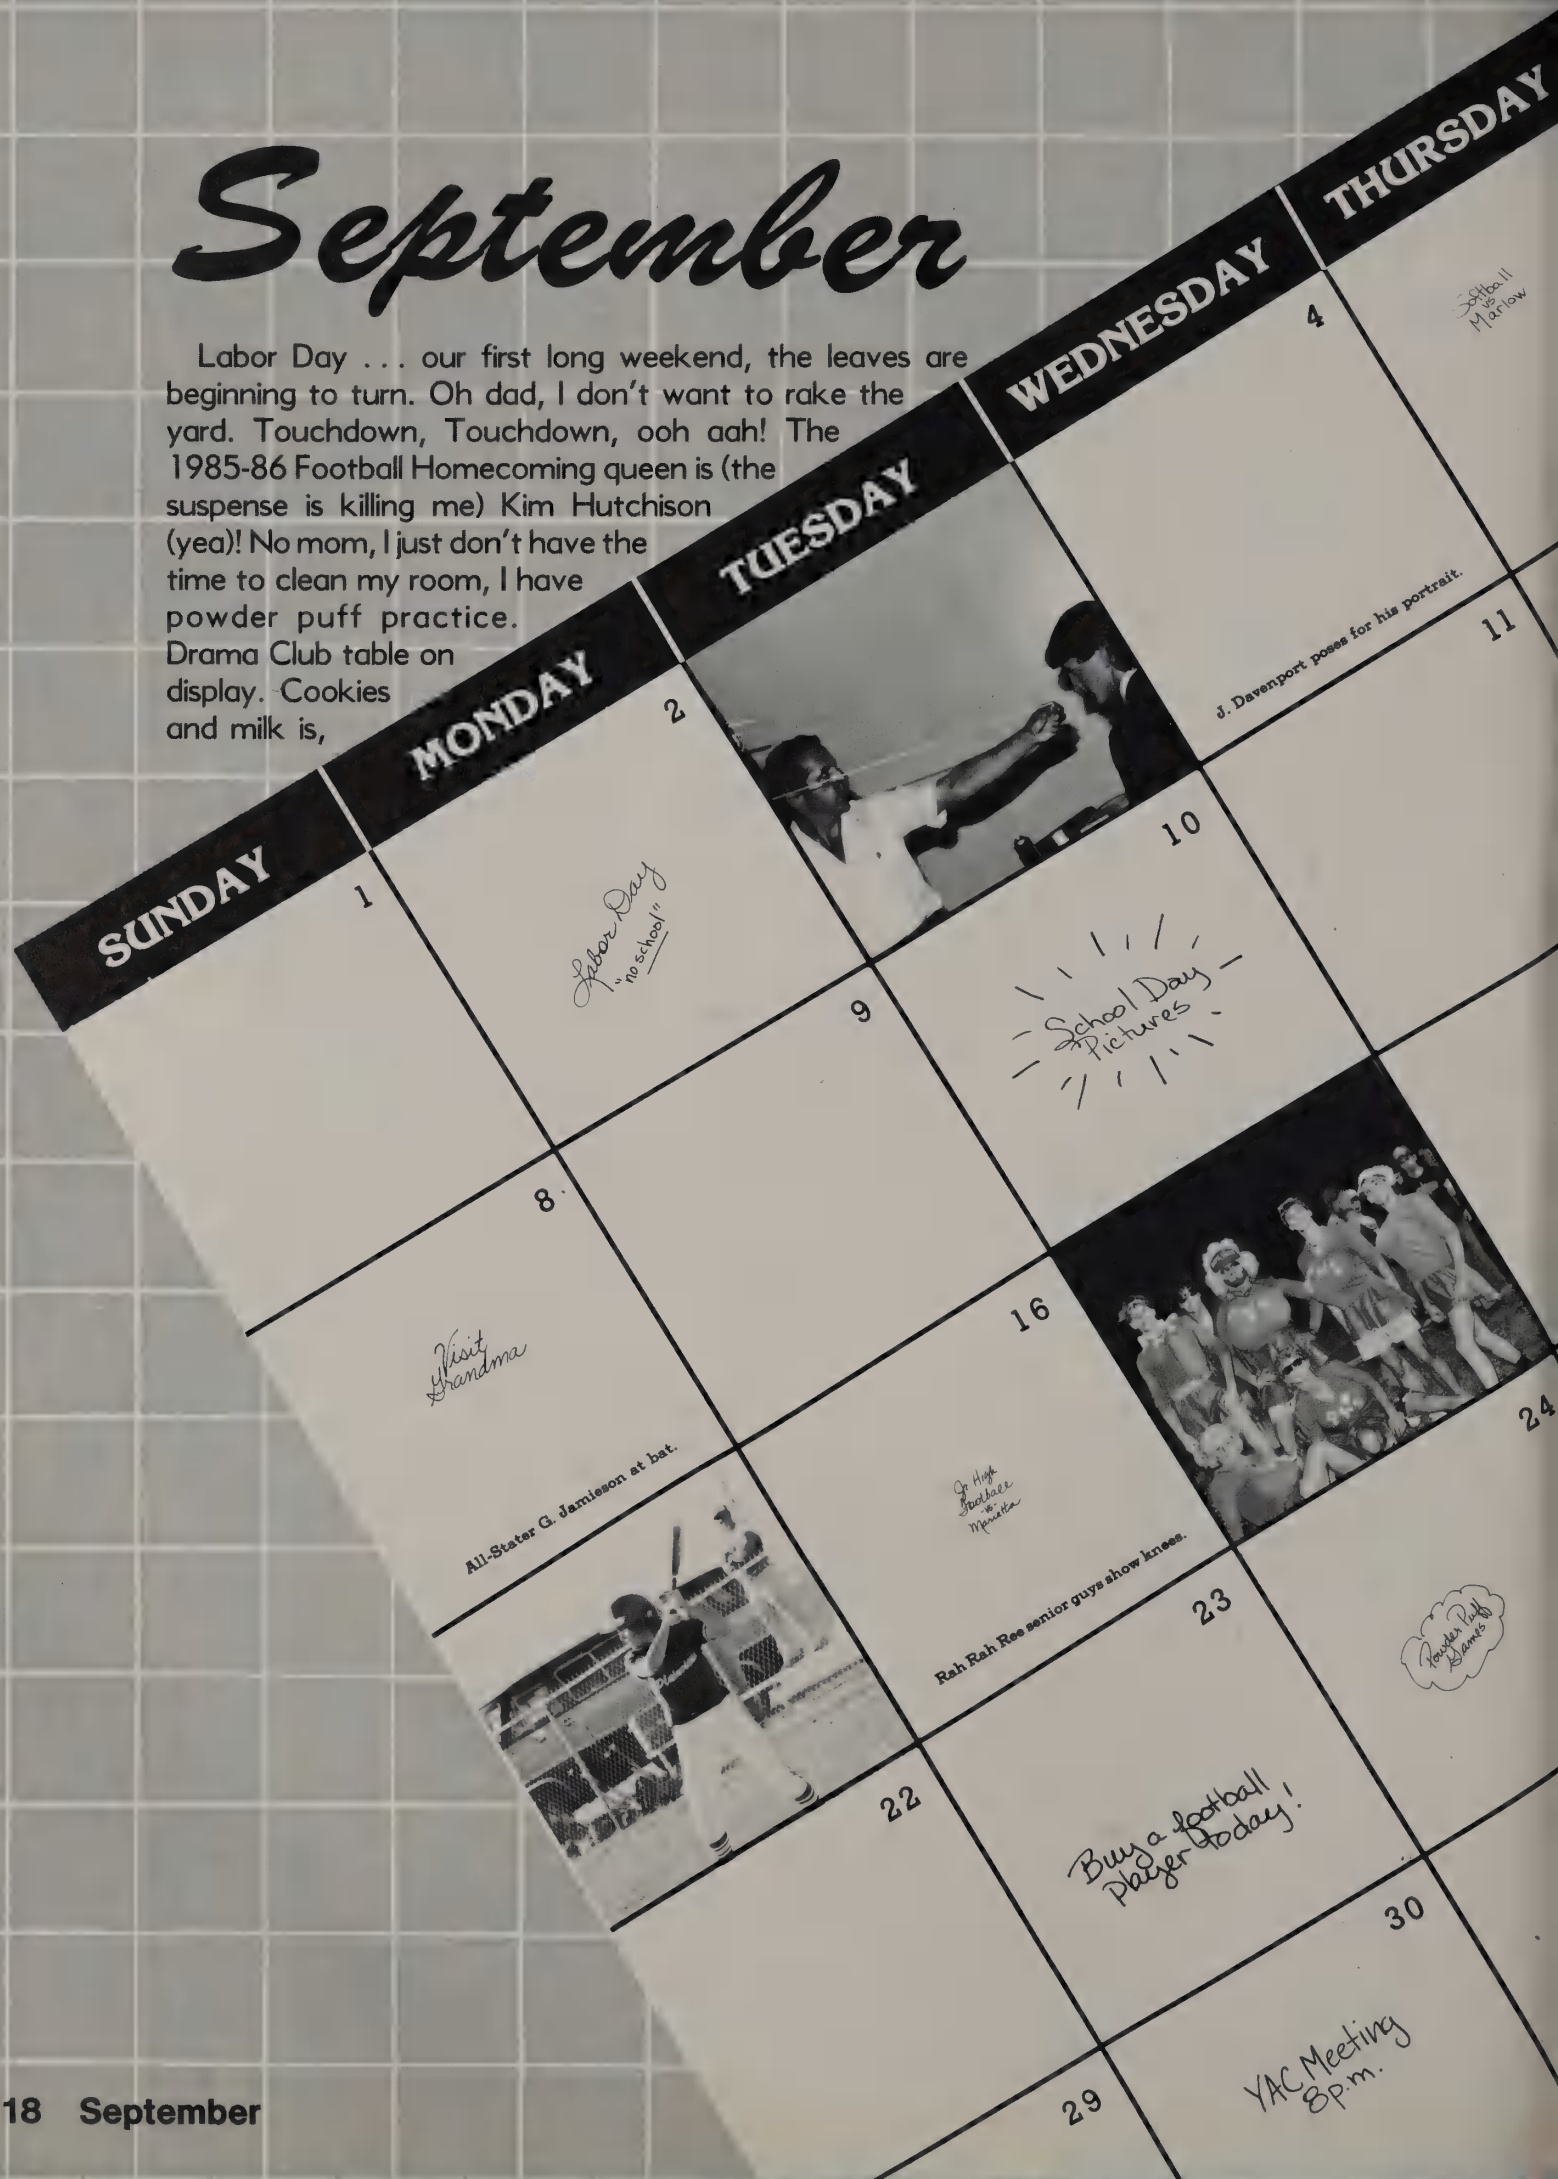 September
Labor Day ... our first long weekend, the leaves are
beginning to turn. Oh dad, I don't want to rake the
yard. Touchdown, Touchdown, ooh aah! The
1985-86 Football Homecoming queen is (the
suspense is killing me) Kim Hutchison
(yea)! No mom, I just don't have the
time to clean my room, I have
powder puff practice.
Drama Club table on
display. Cookies
and milk is,
SUNDAY
MONDAY
TUESDAY
WEDNESDAY
THURSDAY
1
2
Labor Day
"no school"
4
Softball
vs
Marlow
J. Davenport poses for his portrait.
8
Visit
Grandma
9
10
School Day
Pictures
11
All-Stater G. Jamieson at bat.
16
Jr High
Football
-vs-
Marietta
Rah Rah Ree senior guys show knees.
22
23
Buy a football
player today!
24
Powder Puff
Games
29
30
YAC Meeting
8p.m.
18 September